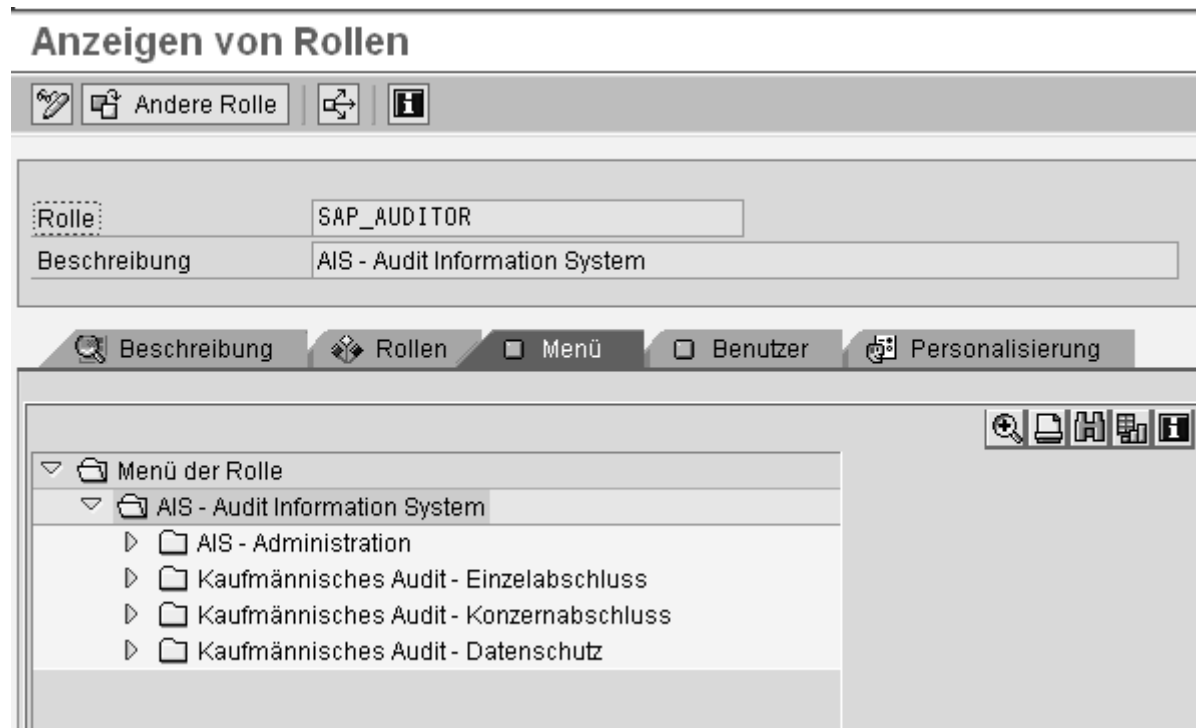 Anzeigen von Rollen
Andere Rolle
Rolle SAP_AUDITOR
Beschreibung AIS - Audit Information System
Beschreibung Rollen Menü Benutzer Personalisierung
Menü der Rolle
AIS - Audit Information System
AIS - Administration
Kaufmännisches Audit - Einzelabschluss
Kaufmännisches Audit - Konzernabschluss
Kaufmännisches Audit - Datenschutz